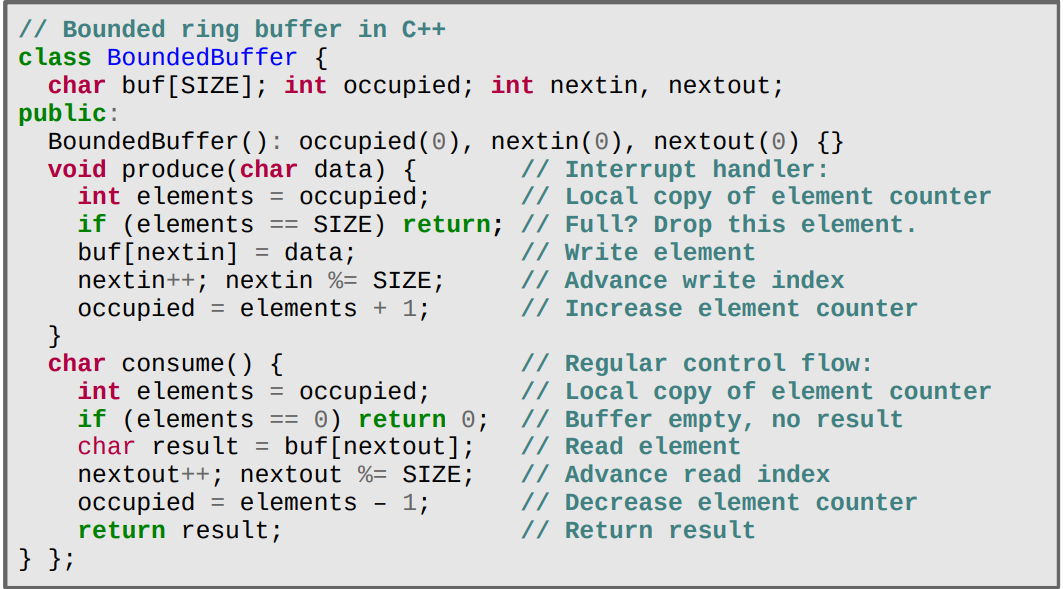 // Bounded ring buffer in C++
class BoundedBuffer {
  char buf[SIZE]; int occupied; int nextin, nextout;
public:
  BoundedBuffer(): occupied(0), nextin(0), nextout(0) {}
  void produce(char data) {       // Interrupt handler:
    int elements = occupied;      // Local copy of element counter
    if (elements == SIZE) return; // Full? Drop this element.
    buf[nextin] = data;           // Write element
    nextin++; nextin %= SIZE;     // Advance write index
    occupied = elements + 1;      // Increase element counter
  }
  char consume() {                // Regular control flow:
    int elements = occupied;      // Local copy of element counter
    if (elements == 0) return 0;  // Buffer empty, no result
    char result = buf[nextout];   // Read element
    nextout++; nextout %= SIZE;   // Advance read index
    occupied = elements – 1;      // Decrease element counter
    return result;                // Return result
} };